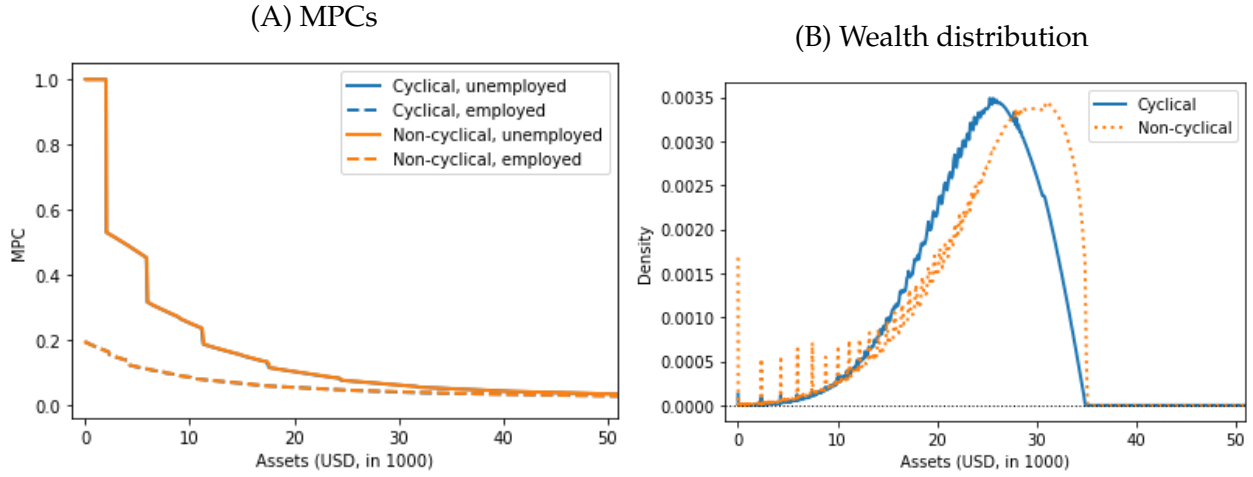 (A) MPCs
MPC
1.0
0.8
0.6
0.4
0.2
0.0
Cyclical, unemployed
Cyclical, employed
Non-cyclical, unemployed
Non-cyclical, employed
0 10 20 30 40 50
Assets (USD, in 1000)
(B) Wealth distribution
Density
0.0035
0.0030
0.0025
0.0020
0.0015
0.0010
0.0005
0.0000
Cyclical
Non-cyclical
0 10 20 30 40 50
Assets (USD, in 1000)